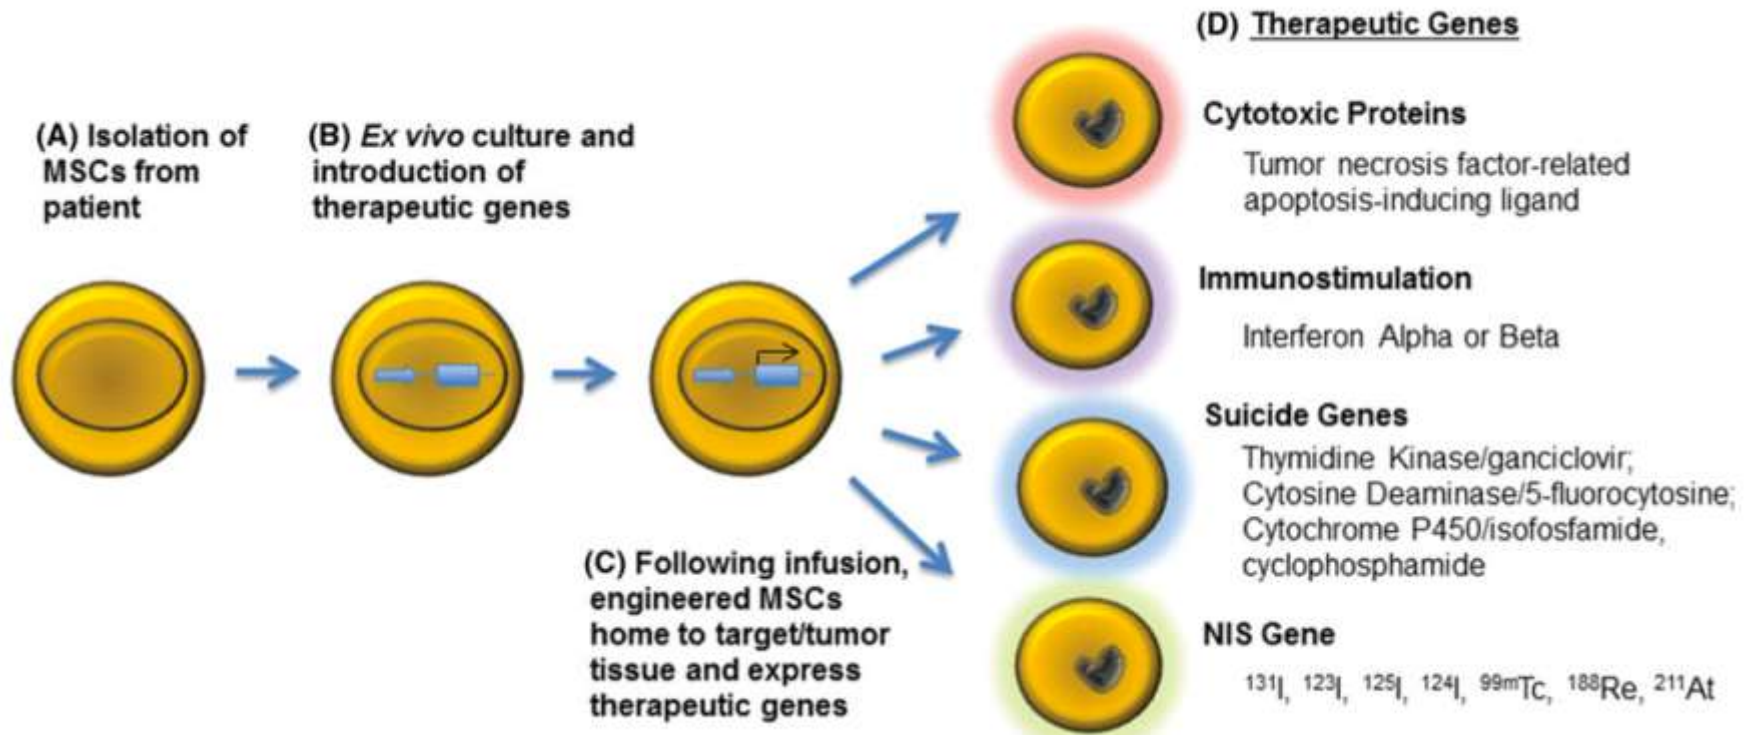 (A) Isolation of
MSCs from
patient
(B) Ex vivo culture and
introduction of
therapeutic genes
(C) Following infusion,
engineered MSCs
home to target/tumor
tissue and express
therapeutic genes
(D) Therapeutic Genes
Cytotoxic Proteins
Tumor necrosis factor-related
apoptosis-inducing ligand
Immunostimulation
Interferon Alpha or Beta
Suicide Genes
Thymidine Kinase/ganciclovir;
Cytosine Deaminase/5-fluorocytosine;
Cytochrome P450/isofosfamide,
cyclophosphamide
NIS Gene
¹³¹I, ¹²³I, ¹²⁵I, ¹²⁴I, ⁹⁹ᵐTc, ¹⁸⁸Re, ²¹¹At